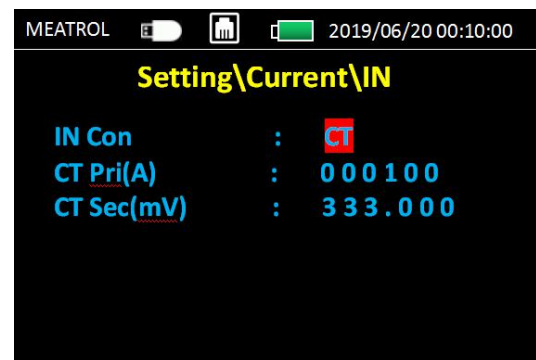 MEATROL 2019/06/20 00:10:00
Setting\Current\IN
IN Con : CT
CT Pri(A) : 000100
CT Sec(mV) : 333.000